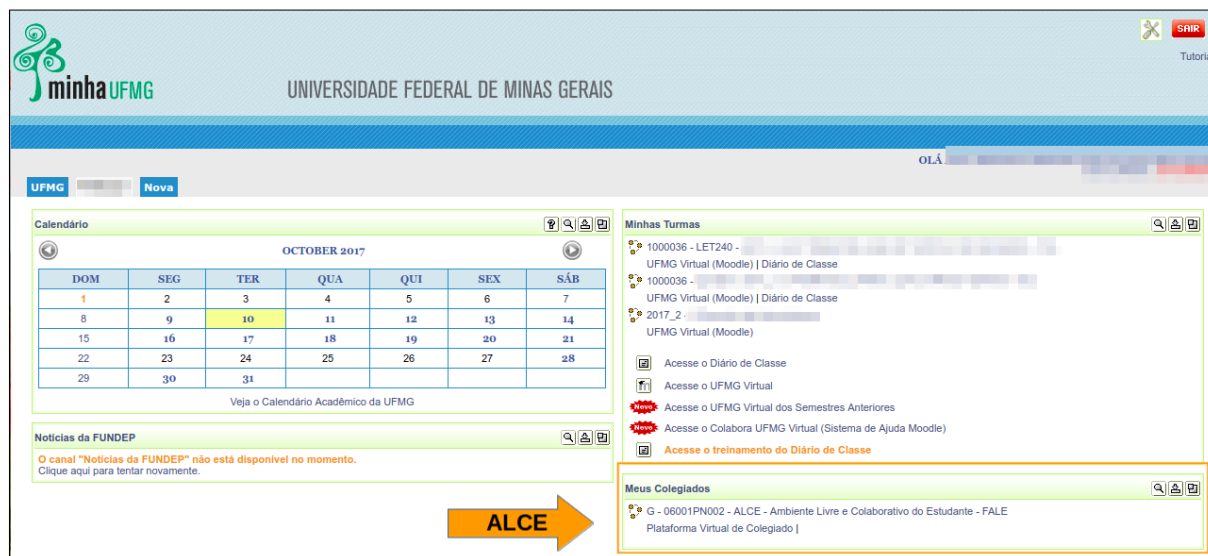 SAIR
Tutoria
minha UFMG
UNIVERSIDADE FEDERAL DE MINAS GERAIS
OLÁ
UFMG Nova
Calendário
OCTOBER 2017
DOM SEG TER QUA QUI SEX SÁB
1 2 3 4 5 6 7
8 9 10 11 12 13 14
15 16 17 18 19 20 21
22 23 24 25 26 27 28
29 30 31
Veja o Calendário Acadêmico da UFMG
Notícias da FUNDEP
O canal "Notícias da FUNDEP" não está disponível no momento.
Clique aqui para tentar novamente.
ALCE
Minhas Turmas
1000036 - LET240 -
UFMG Virtual (Moodle) | Diário de Classe
1000036 -
UFMG Virtual (Moodle) | Diário de Classe
2017_2 -
UFMG Virtual (Moodle)
Acesse o Diário de Classe
Acesse o UFMG Virtual
Novo Acesse o UFMG Virtual dos Semestres Anteriores
Novo Acesse o Colabora UFMG Virtual (Sistema de Ajuda Moodle)
Acesse o treinamento do Diário de Classe
Meus Colegiados
G - 06001PN002 - ALCE - Ambiente Livre e Colaborativo do Estudante - FALE
Plataforma Virtual de Colegiado |